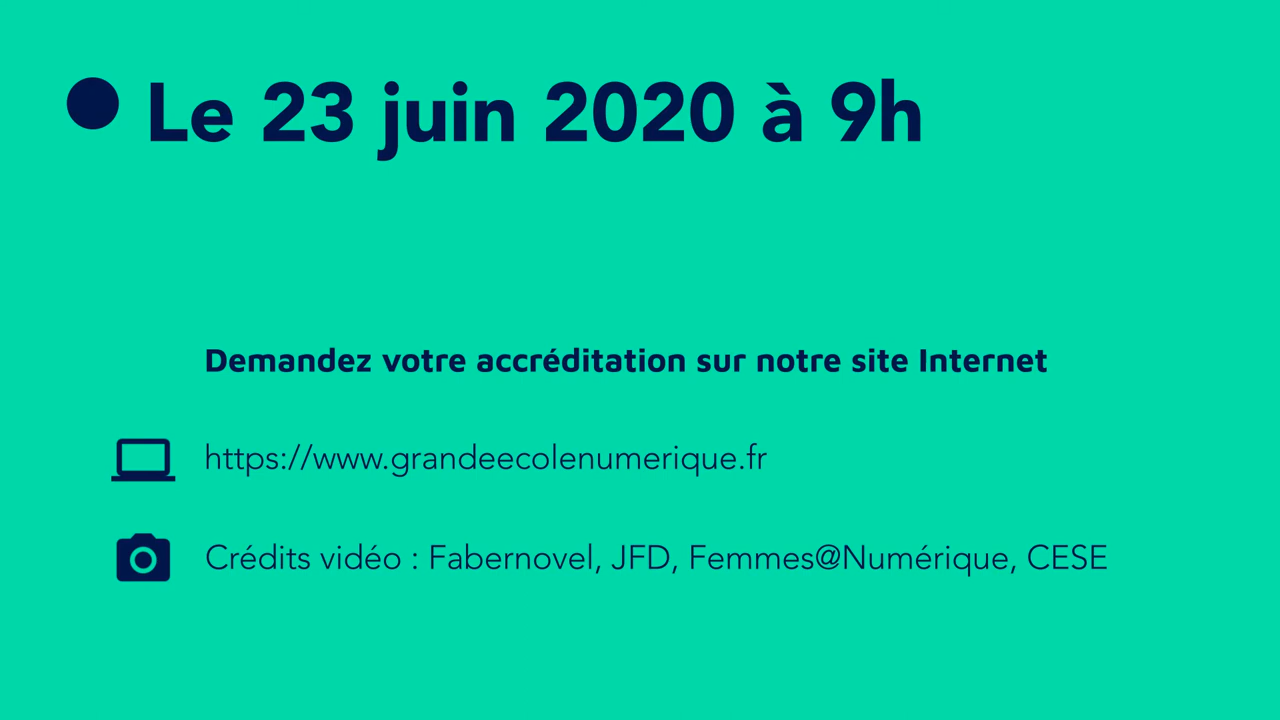 Le 23 juin 2020 à 9h
Demandez votre accréditation sur notre site Internet
https://www.grandeecolenumerique.fr
Crédits vidéo : Fabernovel, JFD, Femmes@Numérique, CESE